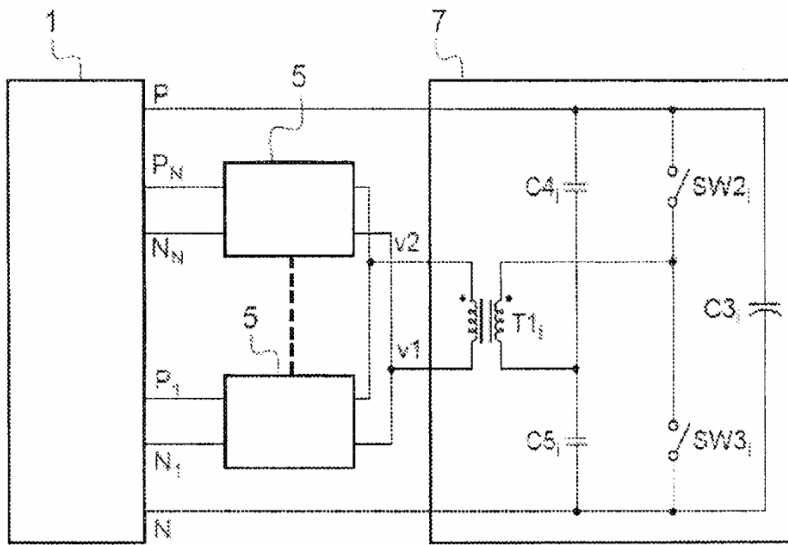 1
7
P
5
P_N
N_N
C4_i
SW2_i
v2
T1_i
C3_i
5
v1
P_1
N_1
C5_i
SW3_i
N